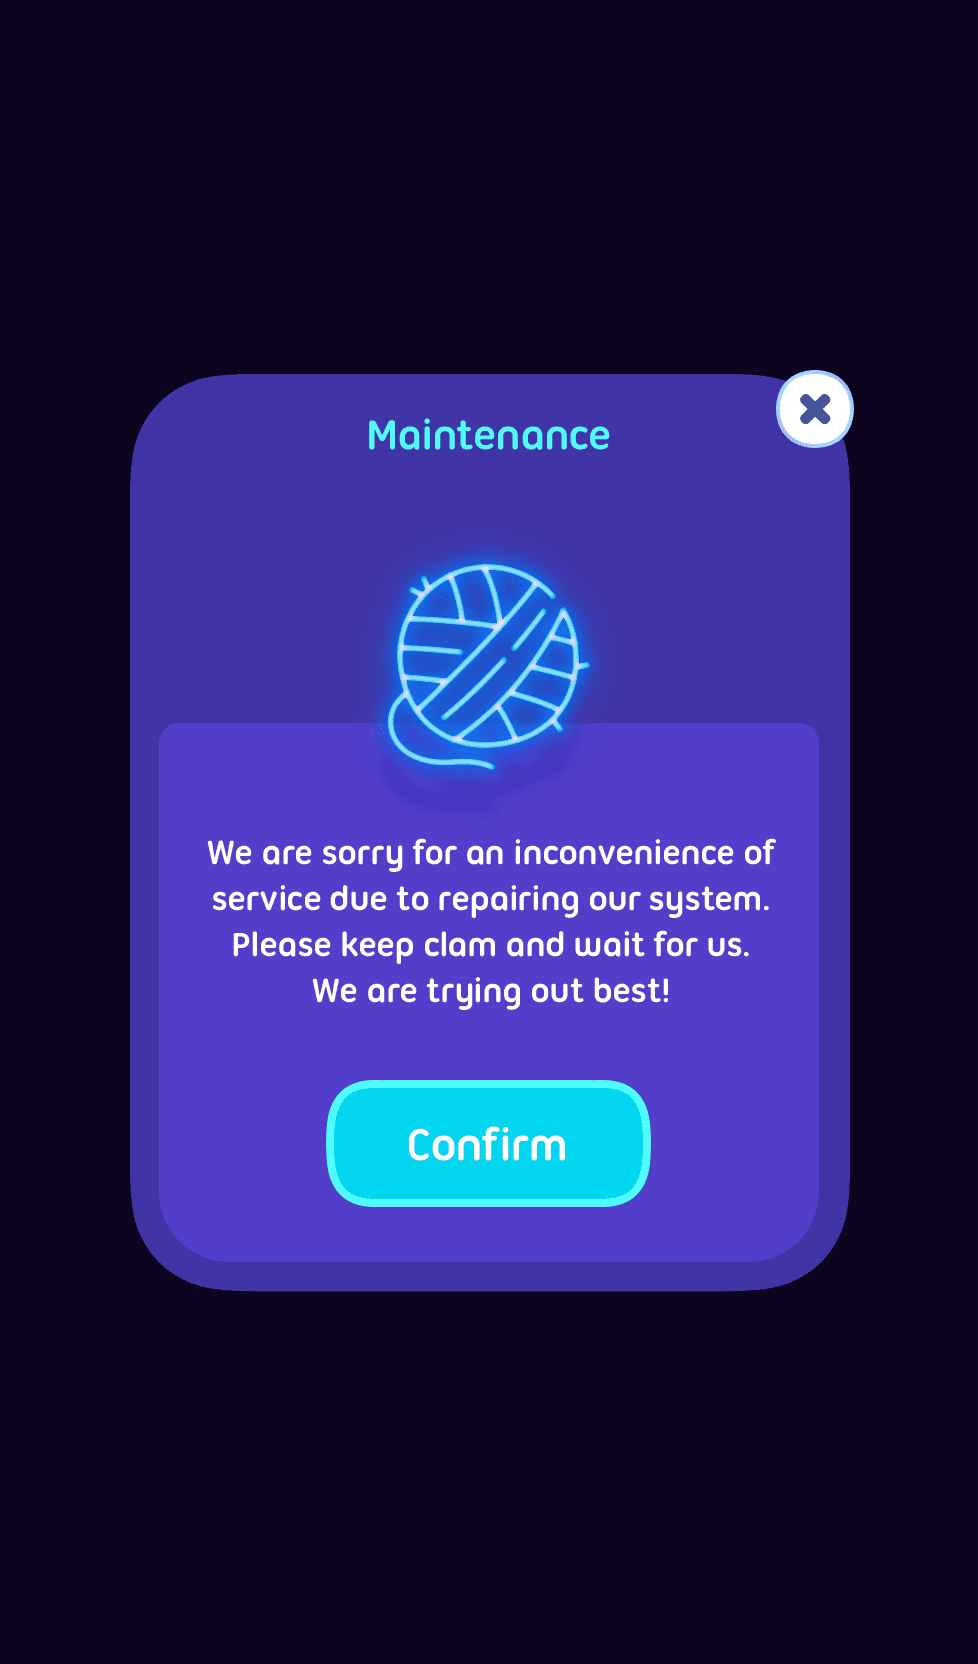 Maintenance
We are sorry for an inconvenience of
service due to repairing our system.
Please keep clam and wait for us.
We are trying out best!
Confirm